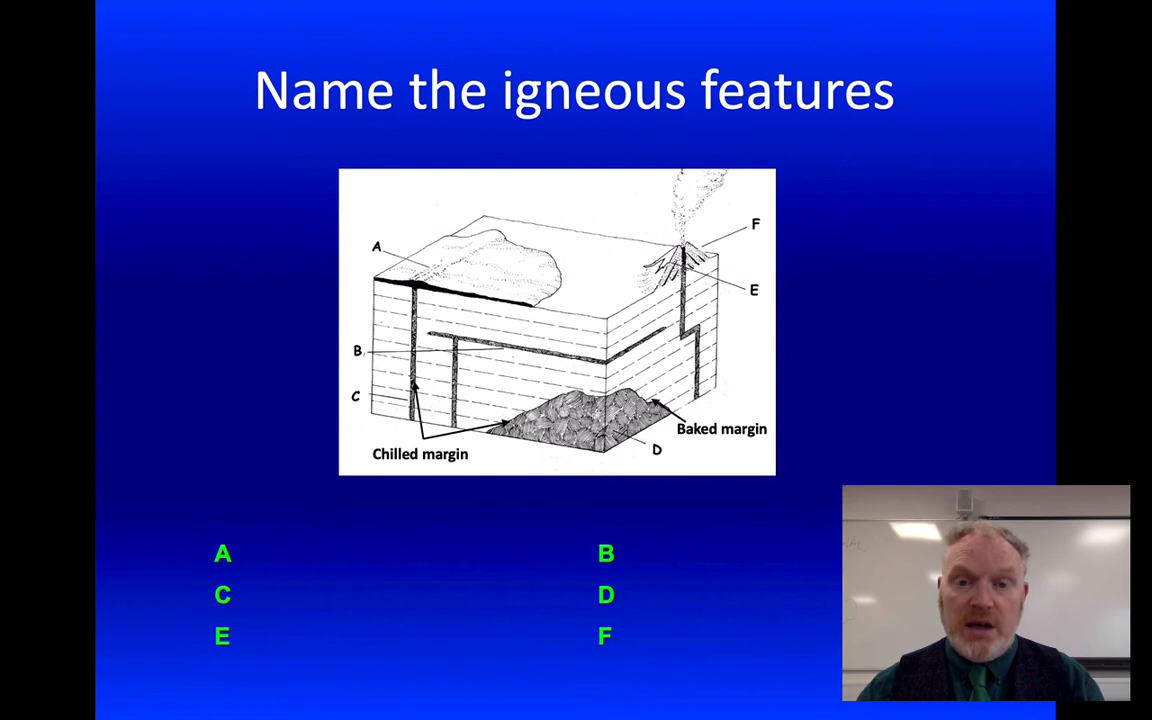 Name the igneous features
A
F
E
B
C
Baked margin
D
Chilled margin
A B
C D
E F